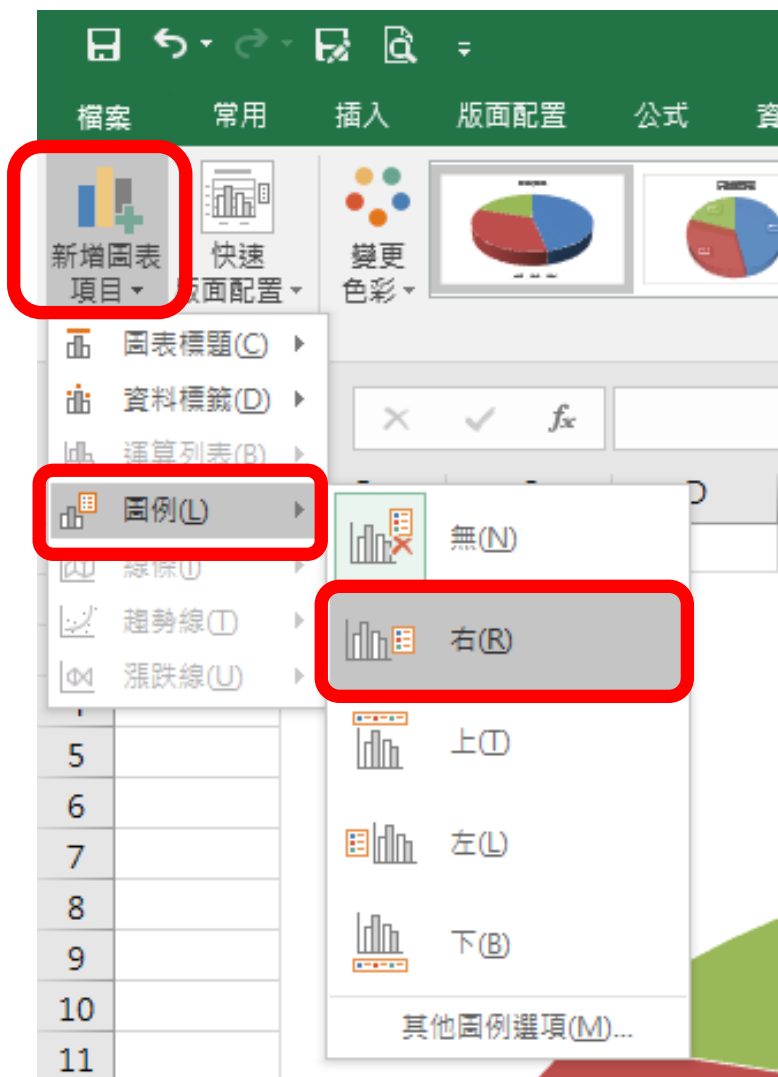 檔案 常用 插入 版面配置 公式 資
新增圖表
項目
快速
版面配置
變更
色彩
圖表標題(C)
資料標籤(D)
運算列表(B)
圖例(L)
線條(I)
趨勢線(T)
漲跌線(U)
fx
D
無(N)
右(R)
上(T)
左(L)
下(B)
其他圖例選項(M)...
5
6
7
8
9
10
11